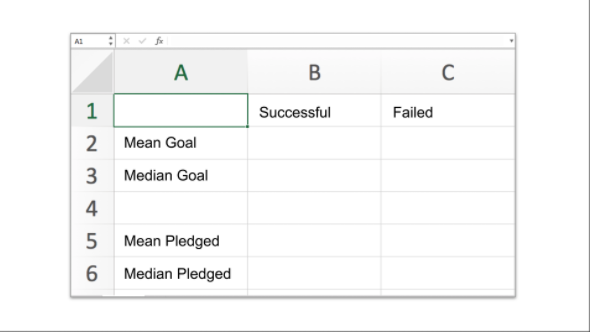 A1 fx
A B C
1 Successful Failed
2 Mean Goal
3 Median Goal
4
5 Mean Pledged
6 Median Pledged